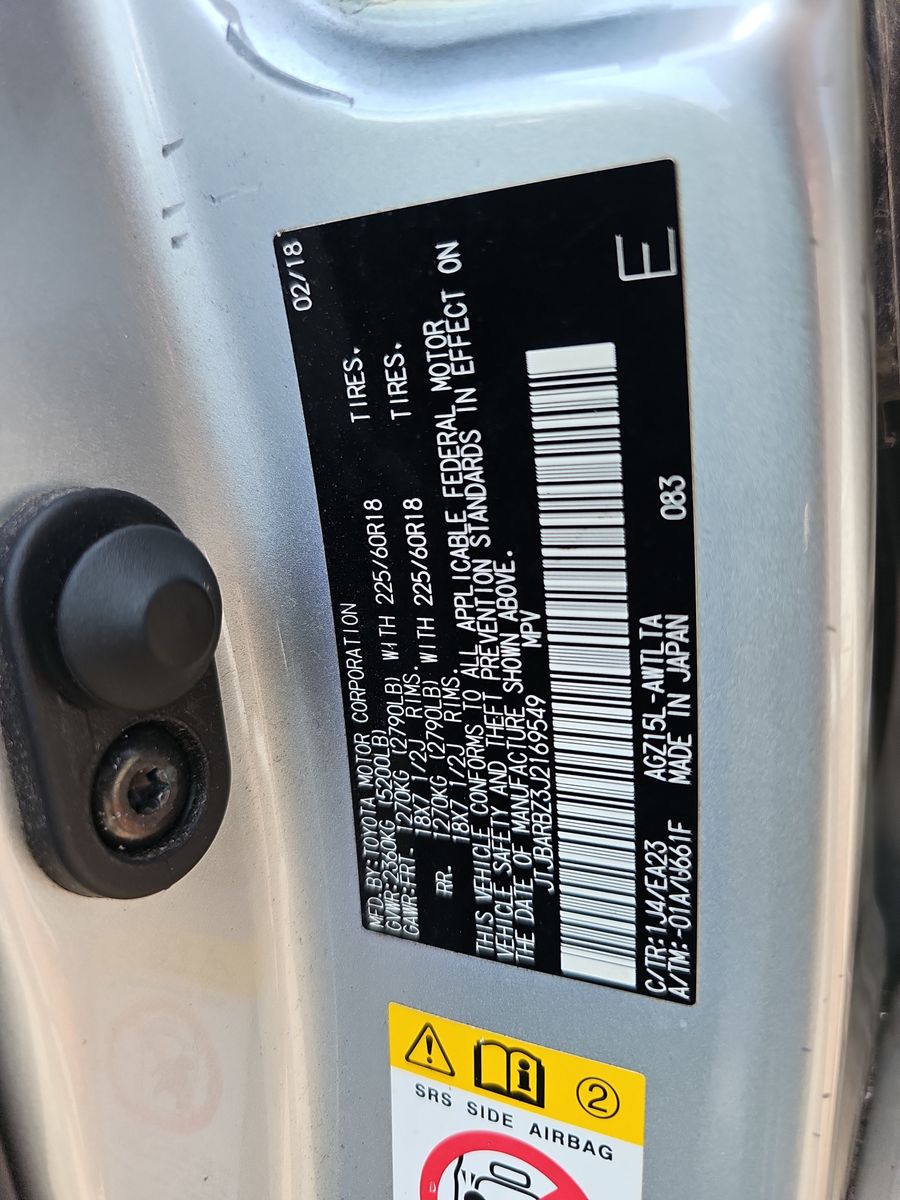 MFD. BY: TOYOTA MOTOR CORPORATION 02/18
GVWR: 2360KG (5200LB)
GAWR: FRT- 1270KG (2790LB) WITH 225/60R18 TIRES,
18X7 1/2J RIMS.
RR. 1270KG (2790LB) WITH 225/60R18 TIRES.
18X7 1/2J RIMS.
THIS VEHICLE CONFORMS TO ALL APPLICABLE FEDERAL MOTOR
VEHICLE SAFETY AND THEFT PREVENTION STANDARDS IN EFFECT ON
THE DATE OF MANUFACTURE SHOWN ABOVE.
JTJBARBZ3J2169549 MPV
C/TR: 1J4/EA23 AGZ15L-AWTLTA
A/TM: -01A/G661F MADE IN JAPAN 083 E
2
SRS SIDE AIRBAG